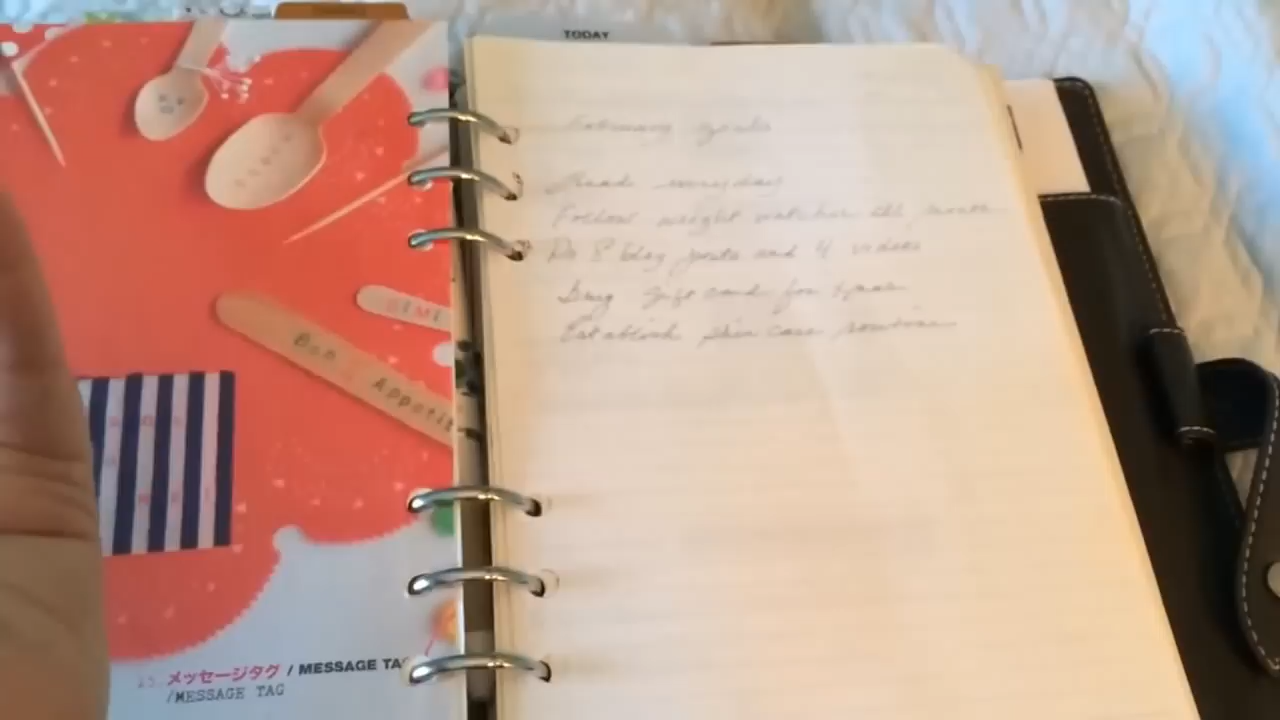 TODAY
February goals
Read everyday
Follow weight watchers all month
Do 8 blog posts and 4 videos
Buy gift card for
Establish skin care routine
Bon Appetit
メッセージタグ / MESSAGE TA
/MESSAGE TAG